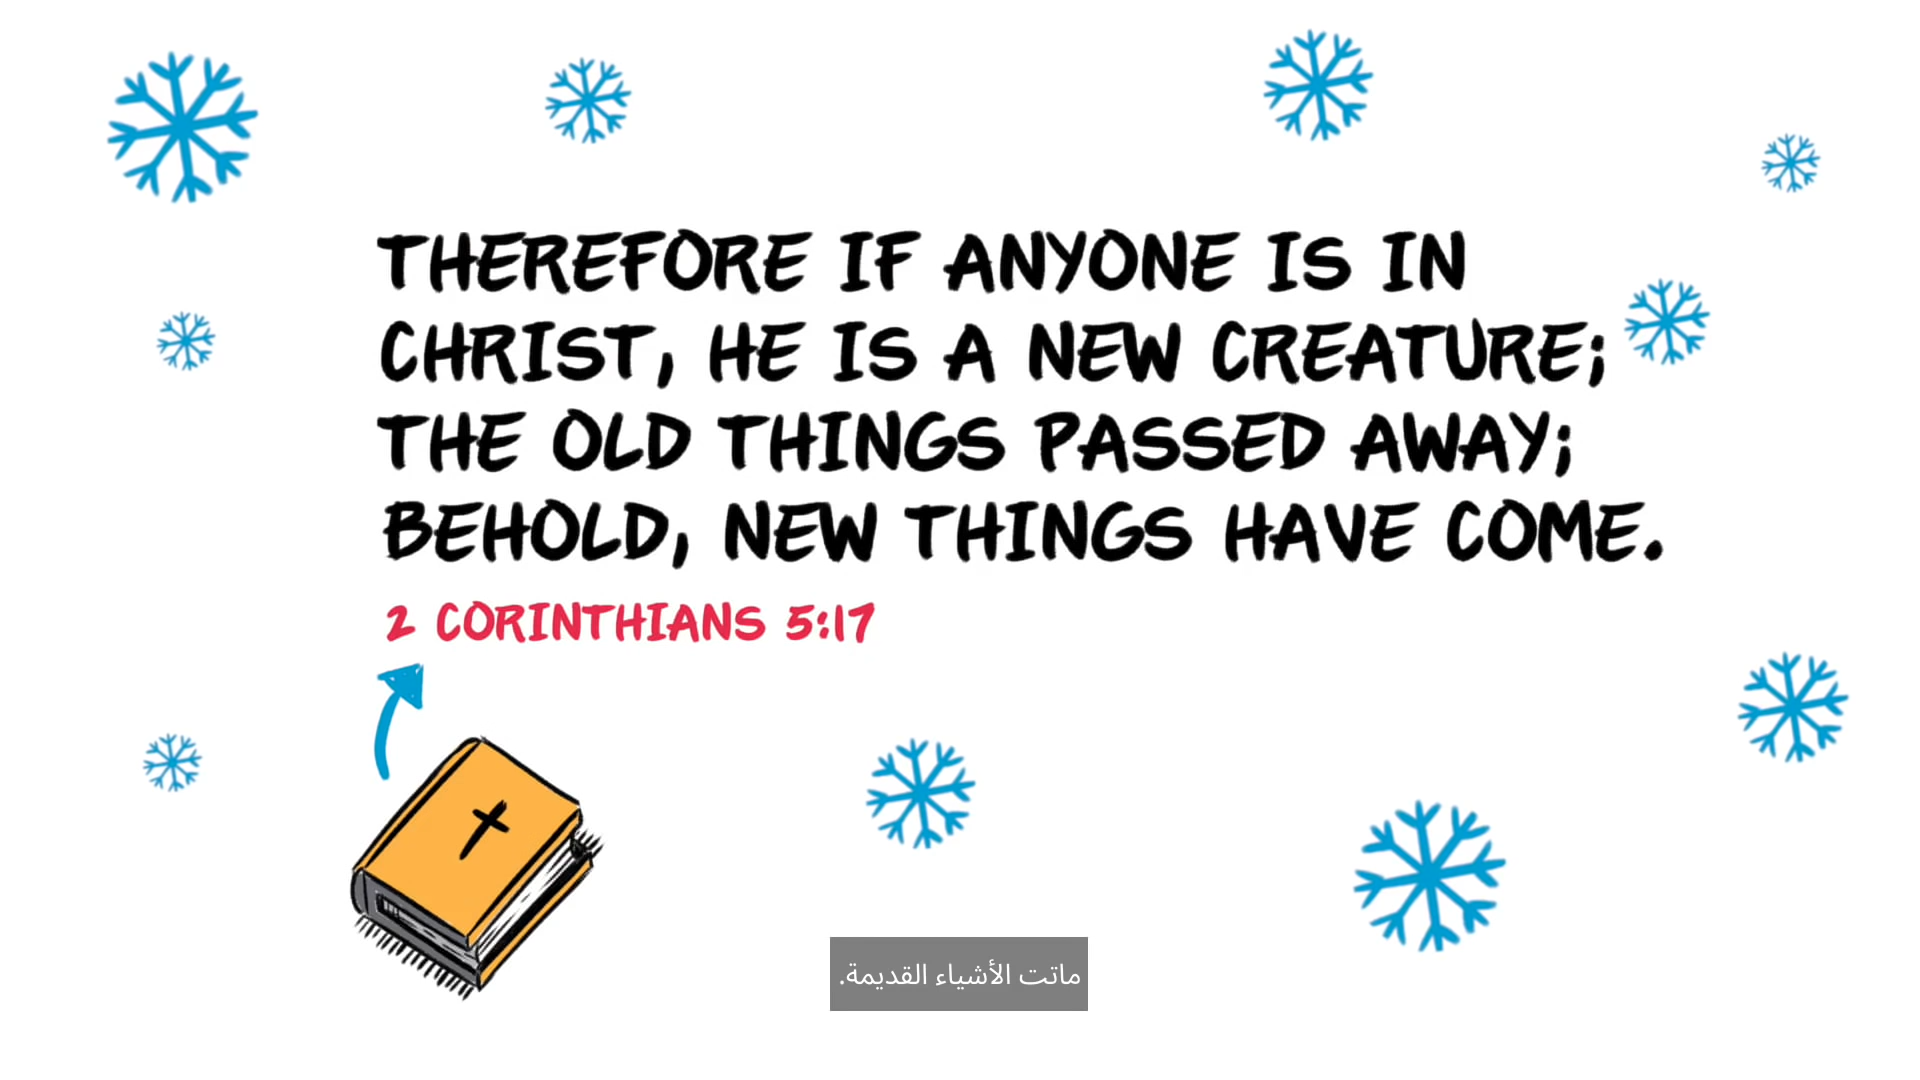 THEREFORE IF ANYONE IS IN
CHRIST, HE IS A NEW CREATURE;
THE OLD THINGS PASSED AWAY;
BEHOLD, NEW THINGS HAVE COME.
2 CORINTHIANS 5:17
ماتت الأشياء القديمة.